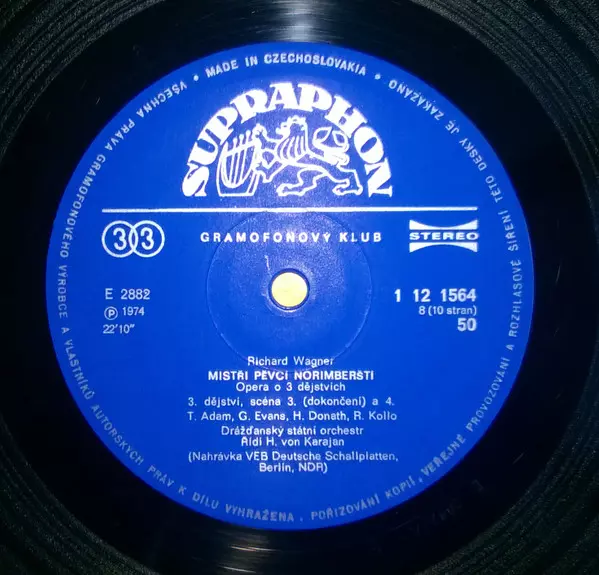 • MADE IN CZECHOSLOVAKIA •
VŠECHNA PRÁVA GRAMOFONOVÉHO VÝROBCE A VLASTNÍKŮ AUTORSKÝCH PRÁV K DÍLU VYHRAŽENA. POŘIZOVÁNÍ KOPIÍ, VEŘEJNÉ PROVOZOVÁNÍ A ROZHLASOVÉ ŠÍŘENÍ TÉTO DESKY JE ZAKÁZÁNO
SUPRAPHON
33
GRAMOFONOVÝ KLUB
STEREO
E 2882
1 12 1564
Ⓟ 1974
8 (10 stran)
22'10"
50
Richard Wagner
MISTŘI PĚVCI NORIMBERŠTÍ
Opera o 3 dějstvích
3. dějství, scéna 3. (dokončení) a 4.
T. Adam, G. Evans, H. Donath, R. Kollo
Drážďanský státní orchestr
Řídí H. von Karajan
(Nahrávka VEB Deutsche Schallplatten,
Berlin, NDR)